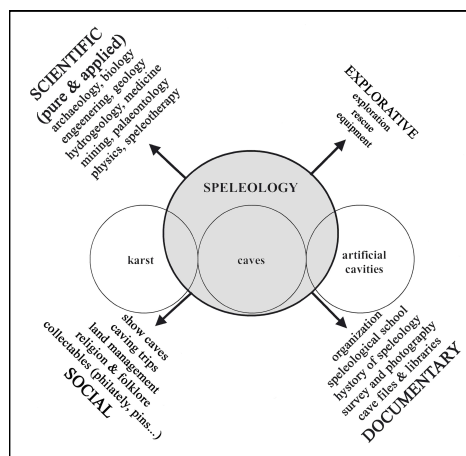 SCIENTIFIC
(pure & applied)
archaeology, biology
engeenering, geology
hydrogeology, medicine
mining, palaeontology
physics, speleotherapy
EXPLORATIVE
exploration
rescue
equipment
SPELEOLOGY
karst
caves
artificial
cavities
show caves
caving trips
land management
religion & folklore
collectables (philately, pins...)
SOCIAL
organization
speleological school
hystory of speleology
survey and photography
cave files & libraries
DOCUMENTARY